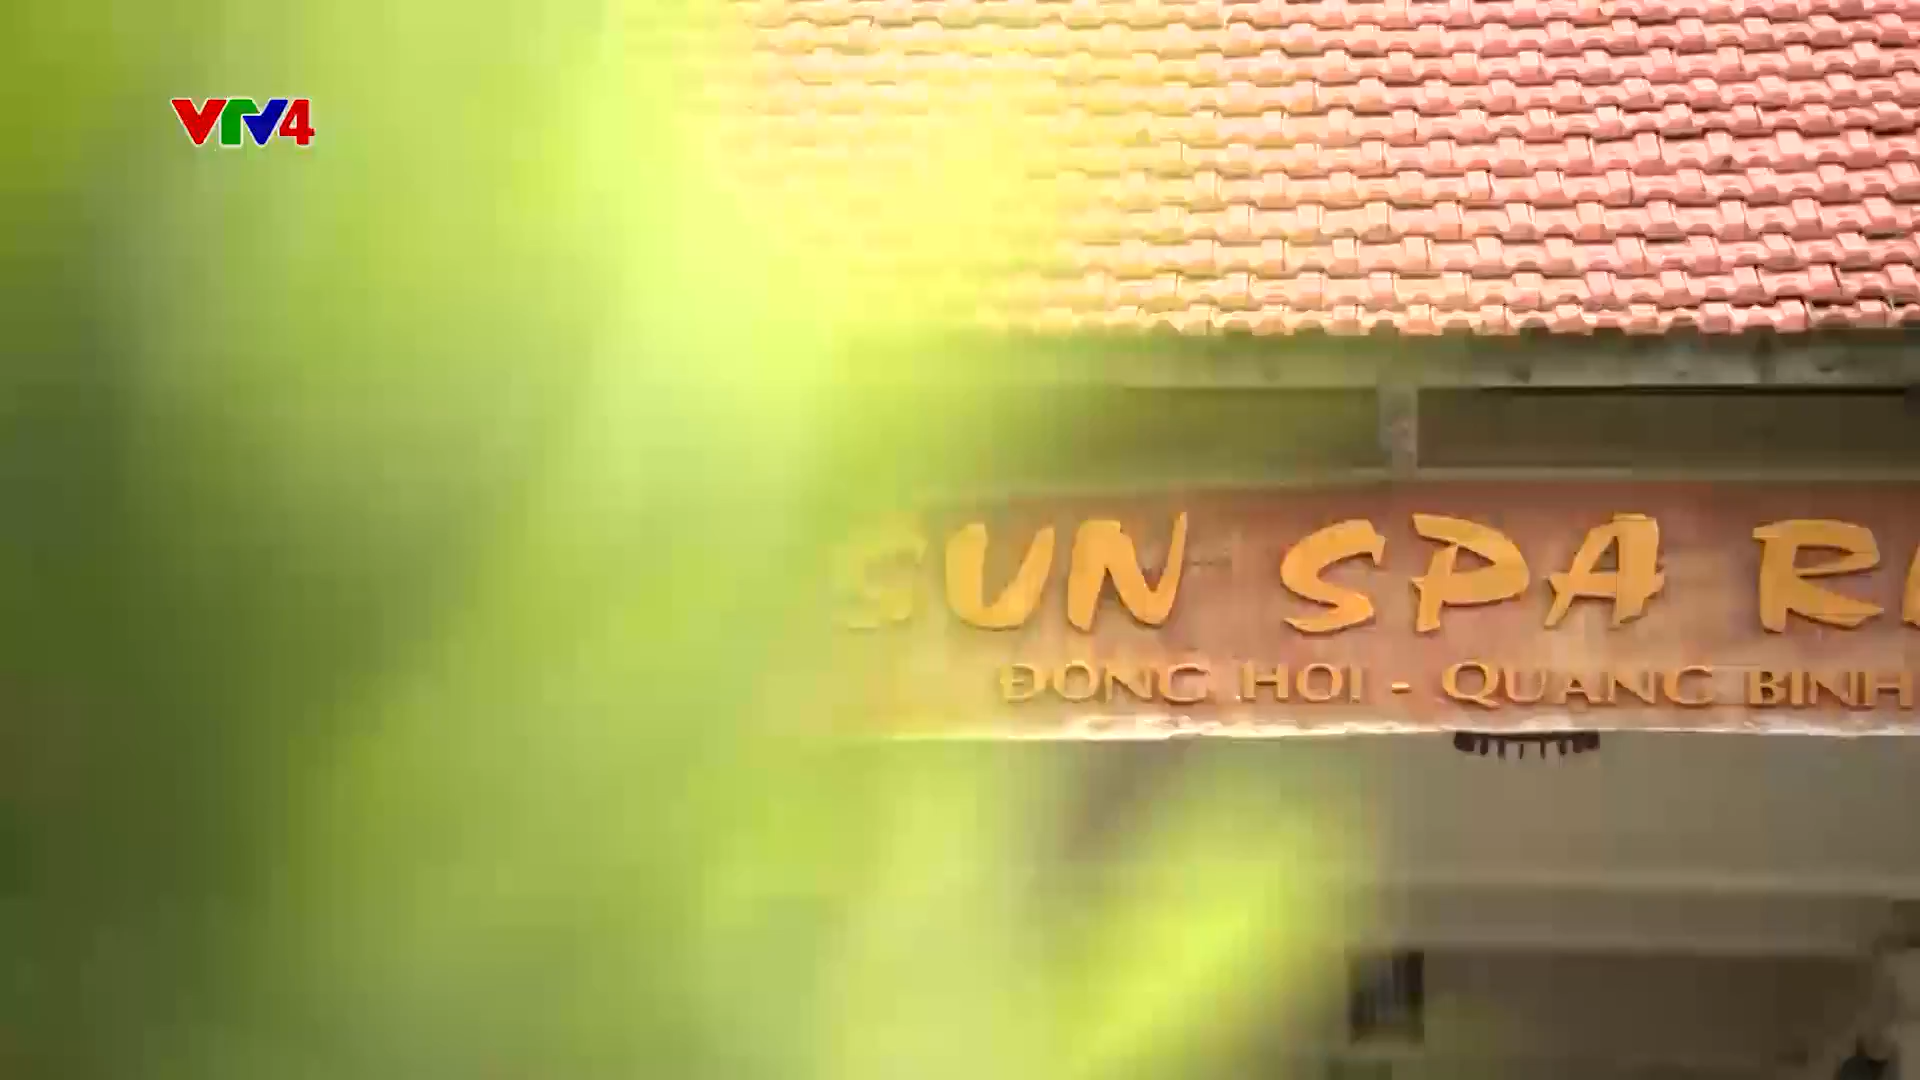 VTV4
SUN SPA
ĐONG HOI - QUANG BINH